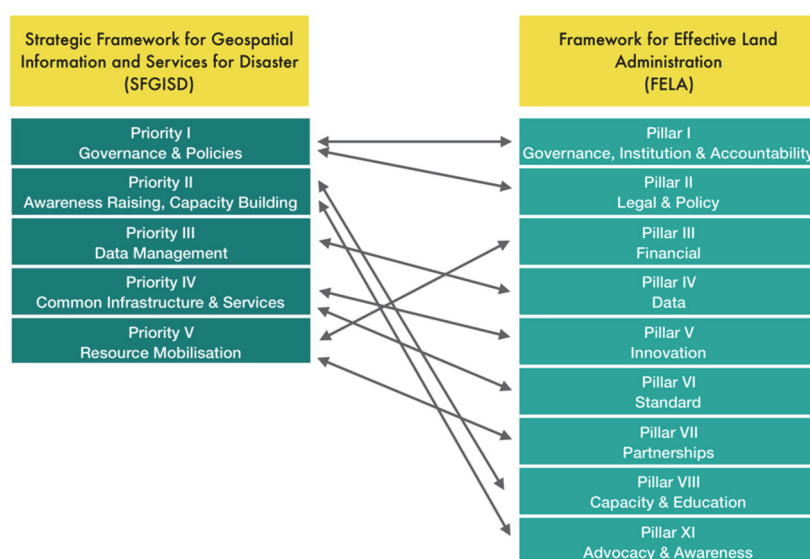 Strategic Framework for Geospatial
Information and Services for Disaster
(SFGISD)
Priority I
Governance & Policies
Priority II
Awareness Raising, Capacity Building
Priority III
Data Management
Priority IV
Common Infrastructure & Services
Priority V
Resource Mobilisation
Framework for Effective Land
Administration
(FELA)
Pillar I
Governance, Institution & Accountability
Pillar II
Legal & Policy
Pillar III
Financial
Pillar IV
Data
Pillar V
Innovation
Pillar VI
Standard
Pillar VII
Partnerships
Pillar VIII
Capacity & Education
Pillar XI
Advocacy & Awareness